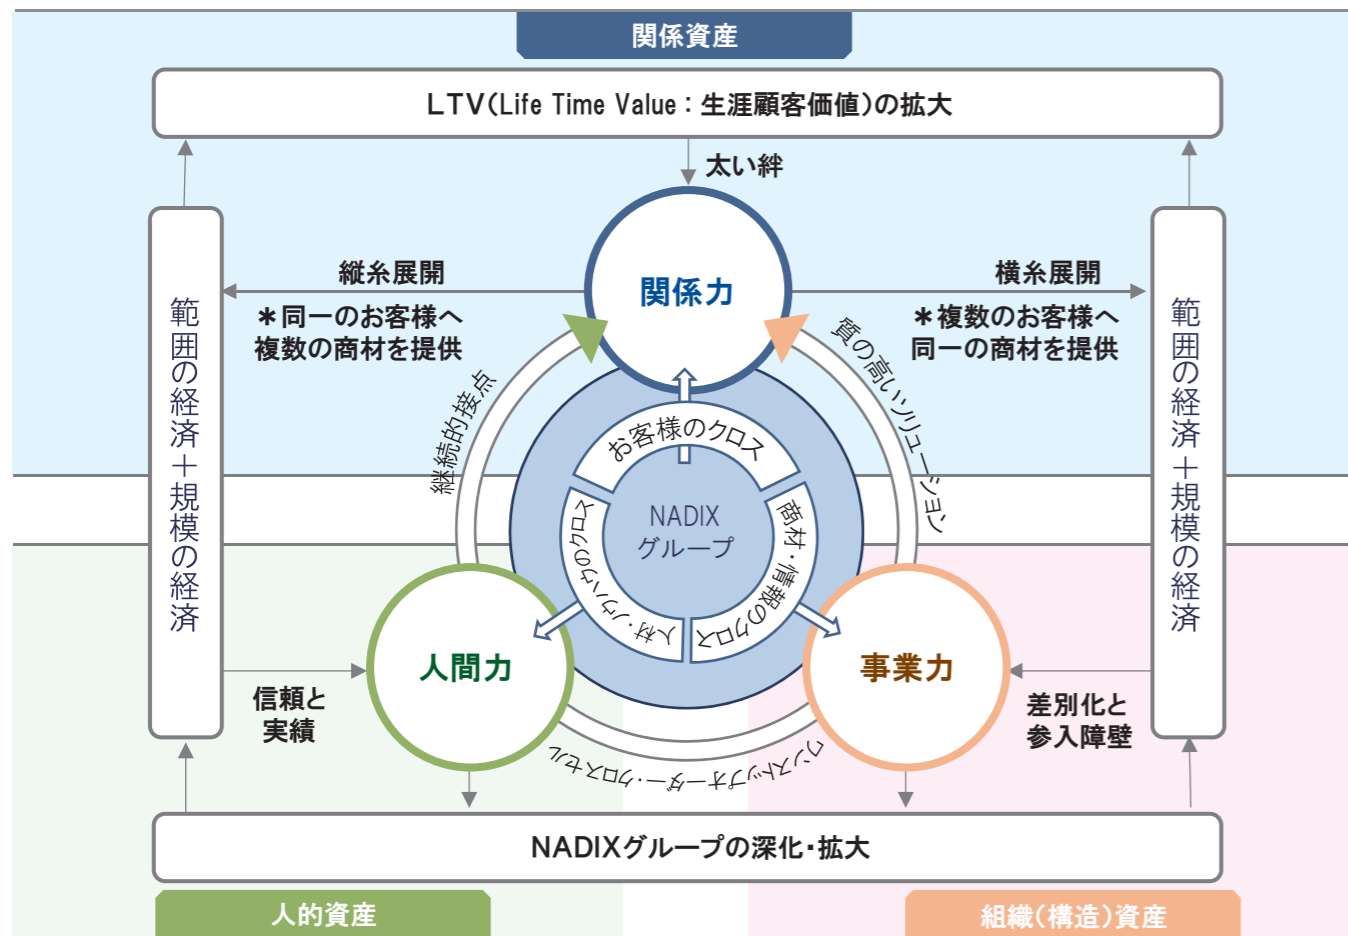 関係資産
LTV(Life Time Value:生涯顧客価値)の拡大
太い絆
関係力
縦糸展開
＊同一のお客様へ
複数の商材を提供
横糸展開
＊複数のお客様へ
同一の商材を提供
範囲の経済＋規模の経済
範囲の経済＋規模の経済
継続的接点
質の高いソリューション
お客様のクロス
人材・ノウハウのクロス
商材・情報のクロス
NADIX
グループ
人間力
事業力
信頼と
実績
差別化と
参入障壁
ワンストップオーダー・クロスセル
NADIXグループの深化・拡大
人的資産
組織(構造)資産